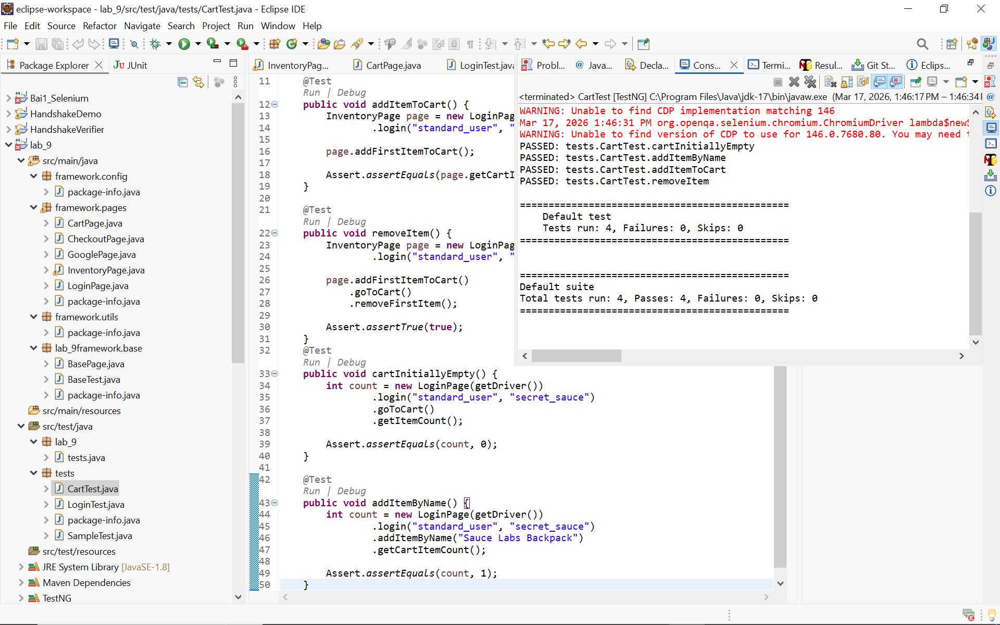 eclipse-workspace - lab_9/src/test/java/tests/CartTest.java - Eclipse IDE
File Edit Source Refactor Navigate Search Project Run Window Help
Package Explorer
JUnit
Bai1_Selenium
HandshakeDemo
HandshakeVerifier
lab_9
src/main/java
framework.config
package-info.java
framework.pages
CartPage.java
CheckoutPage.java
GooglePage.java
InventoryPage.java
LoginPage.java
package-info.java
framework.utils
package-info.java
lab_9framework.base
BasePage.java
BaseTest.java
package-info.java
src/main/resources
src/test/java
lab_9
tests.java
tests
CartTest.java
LoginTest.java
package-info.java
SampleTest.java
src/test/resources
JRE System Library [JavaSE-1.8]
Maven Dependencies
TestNG
InventoryPag... CartPage.java LoginTest.java
11 @Test
Run | Debug
12 public void addItemToCart() {
13 InventoryPage page = new LoginPag
14 .login("standard_user", "
15
16 page.addFirstItemToCart();
17
18 Assert.assertEquals(page.getCartI
19 }
20
21 @Test
Run | Debug
22 public void removeItem() {
23 InventoryPage page = new LoginPag
24 .login("standard_user", "
25
26 page.addFirstItemToCart()
27 .goToCart()
28 .removeFirstItem();
29
30 Assert.assertTrue(true);
31 }
32 @Test
Run | Debug
33 public void cartInitiallyEmpty() {
34 int count = new LoginPage(getDriver())
35 .login("standard_user", "secret_sauce")
36 .goToCart()
37 .getItemCount();
38
39 Assert.assertEquals(count, 0);
40 }
41
42 @Test
Run | Debug
43 public void addItemByName() {
44 int count = new LoginPage(getDriver())
45 .login("standard_user", "secret_sauce")
46 .addItemByName("Sauce Labs Backpack")
47 .getCartItemCount();
48
49 Assert.assertEquals(count, 1);
50 }
Probl... Java... Decla... Cons... Termi... Resul... Git St... Eclips...
<terminated> CartTest [TestNG] C:\Program Files\Java\jdk-17\bin\javaw.exe (Mar 17, 2026, 1:46:17 PM – 1:46:34
WARNING: Unable to find CDP implementation matching 146
Mar 17, 2026 1:46:31 PM org.openqa.selenium.chromium.ChromiumDriver lambda$new$
WARNING: Unable to find version of CDP to use for 146.0.7680.80. You may need
PASSED: tests.CartTest.cartInitiallyEmpty
PASSED: tests.CartTest.addItemByName
PASSED: tests.CartTest.addItemToCart
PASSED: tests.CartTest.removeItem
===============================================
Default test
Tests run: 4, Failures: 0, Skips: 0
===============================================
===============================================
Default suite
Total tests run: 4, Passes: 4, Failures: 0, Skips: 0
===============================================